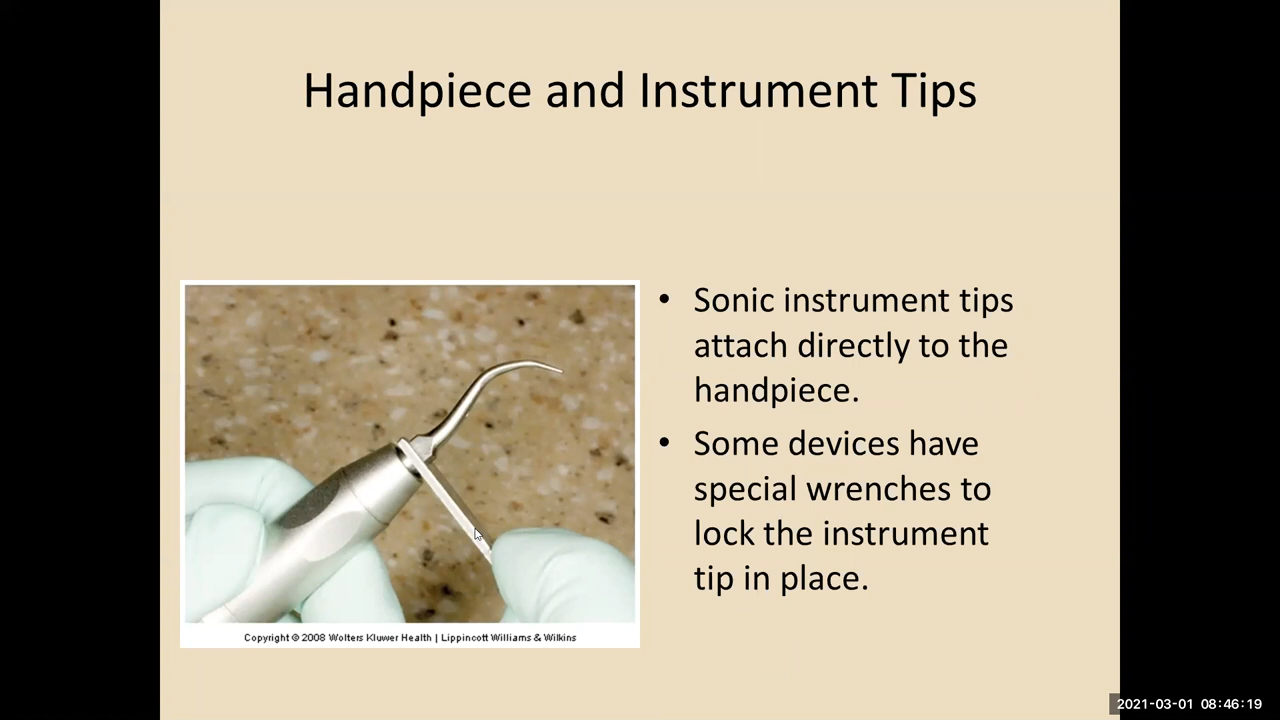 Handpiece and Instrument Tips
• Sonic instrument tips
attach directly to the
handpiece.
• Some devices have
special wrenches to
lock the instrument
tip in place.
Copyright © 2008 Wolters Kluwer Health | Lippincott Williams & Wilkins
2021-03-01 08:46:19